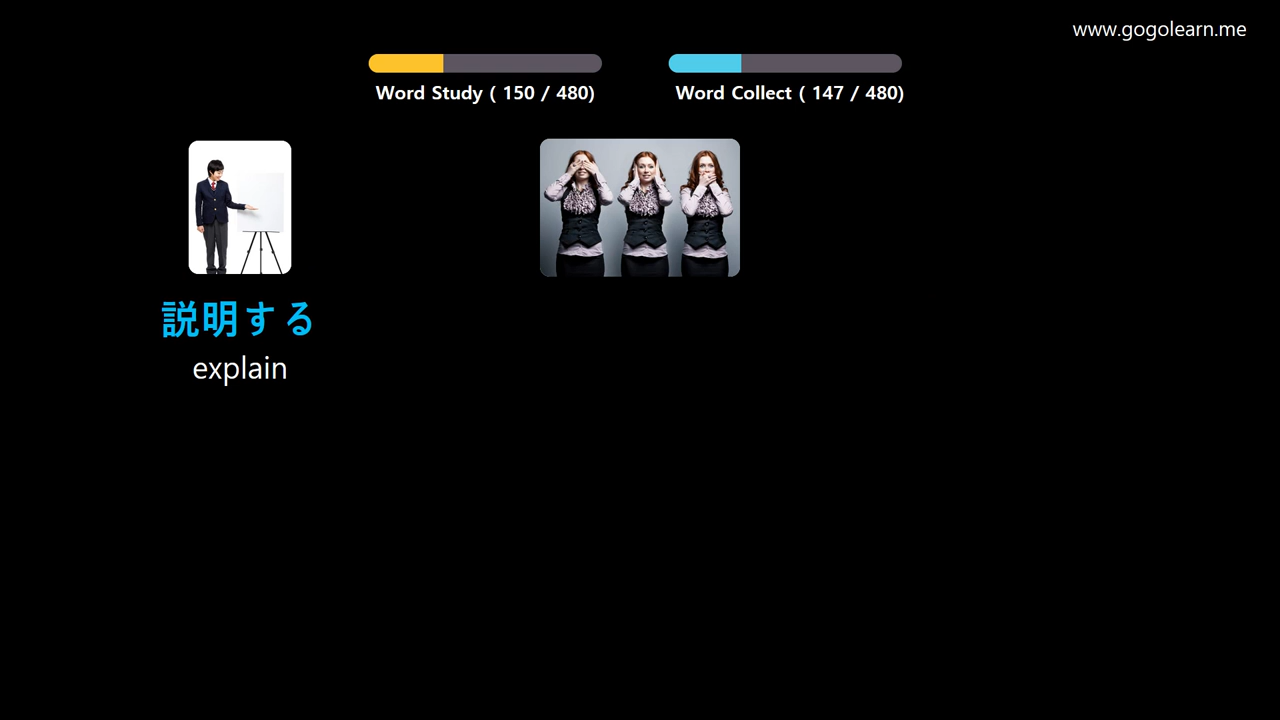 www.gogolearn.me
Word Study ( 150 / 480)
Word Collect ( 147 / 480)
説明する
explain